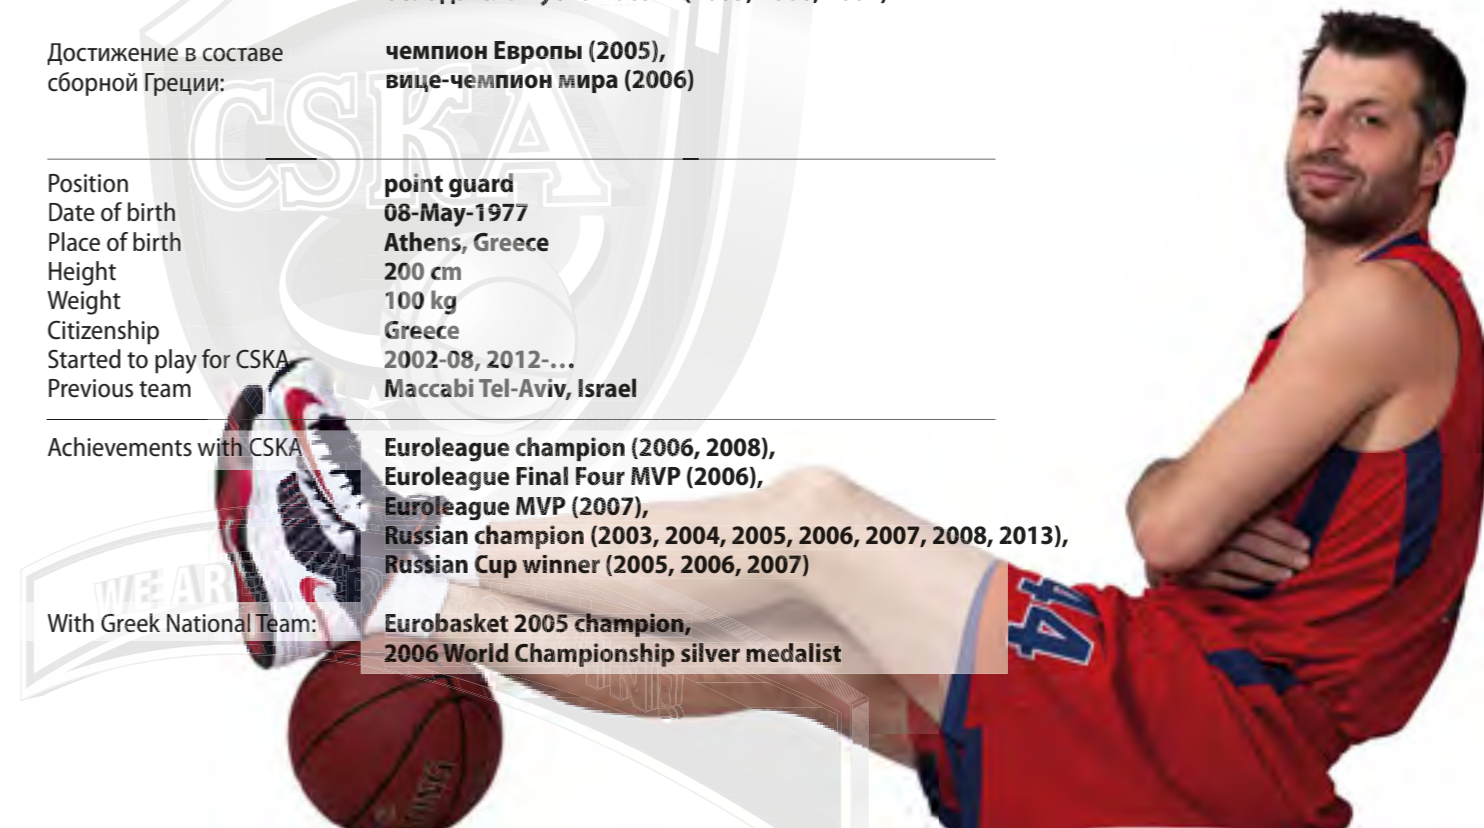 Достижение в составе
сборной Греции:
чемпион Европы (2005),
вице-чемпион мира (2006)
CSKA
Position point guard
Date of birth 08-May-1977
Place of birth Athens, Greece
Height 200 cm
Weight 100 kg
Citizenship Greece
Started to play for CSKA 2002-08, 2012-…
Previous team Maccabi Tel-Aviv, Israel
Achievements with CSKA Euroleague champion (2006, 2008),
Euroleague Final Four MVP (2006),
Euroleague MVP (2007),
Russian champion (2003, 2004, 2005, 2006, 2007, 2008, 2013),
Russian Cup winner (2005, 2006, 2007)
WE ARE
With Greek National Team: Eurobasket 2005 champion,
2006 World Championship silver medalist
44